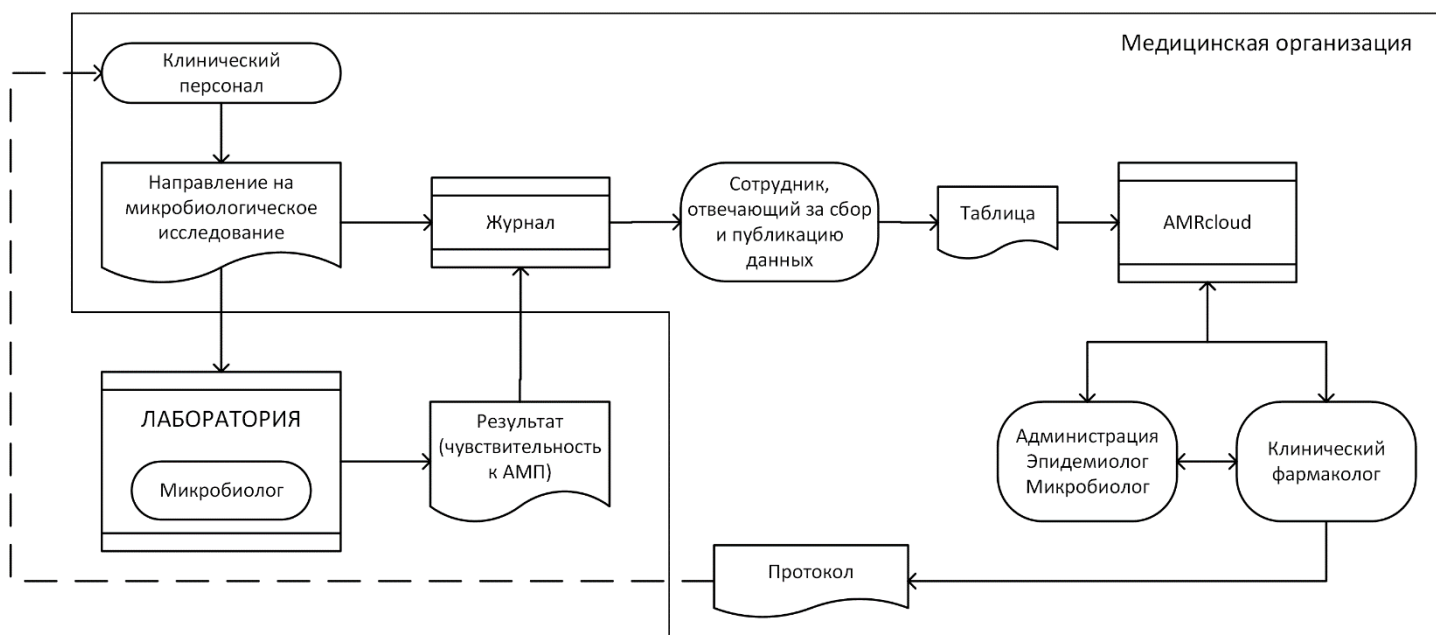 Медицинская организация
Клинический
персонал
Направление на
микробиологическое
исследование
Журнал
Сотрудник,
отвечающий за сбор
и публикацию
данных
Таблица
AMRcloud
ЛАБОРАТОРИЯ
Микробиолог
Результат
(чувствительность
к АМП)
Администрация
Эпидемиолог
Микробиолог
Клинический
фармаколог
Протокол